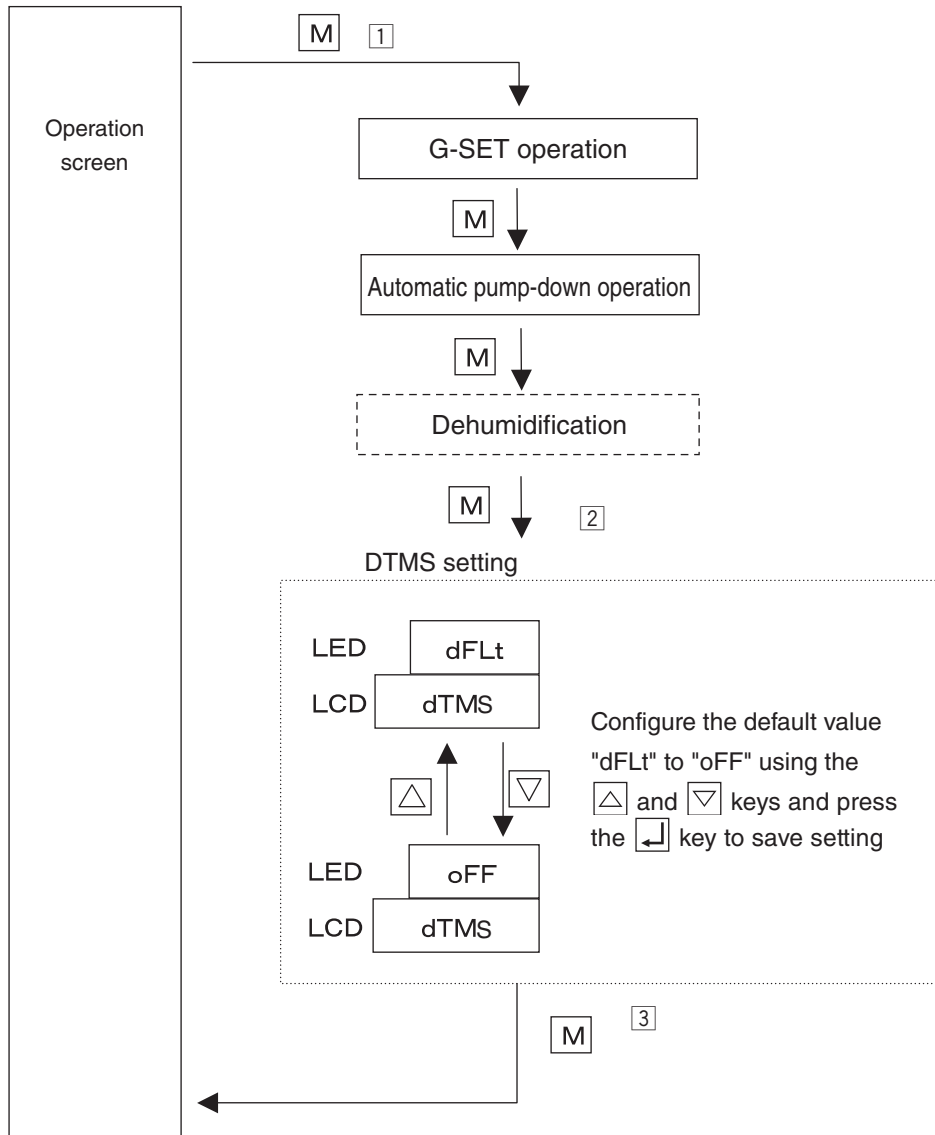 M 1
Operation
screen
G-SET operation
M
Automatic pump-down operation
M
Dehumidification
M 2
DTMS setting
LED dFLt
LCD dTMS
Configure the default value
"dFLt" to "oFF" using the
△ and ▽ keys and press
the ↵ key to save setting
△ ▽
LED oFF
LCD dTMS
M 3